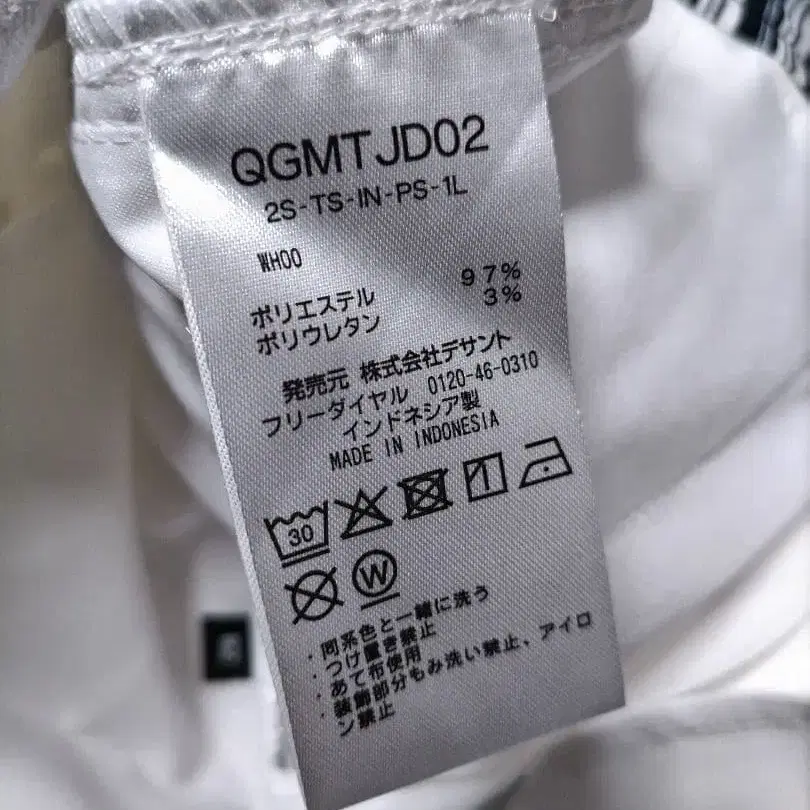 QGMTJD02
2S-TS-IN-PS-1L
WH00
ポリエステル 97%
ポリウレタン 3%
発売元 株式会社デサント
フリーダイヤル 0120-46-0310
インドネシア製
MADE IN INDONESIA
30
W
・同系色と一緒に洗う
・つけ置き禁止
・あて布使用
・装飾部分もみ洗い禁止、アイロ
ン禁止